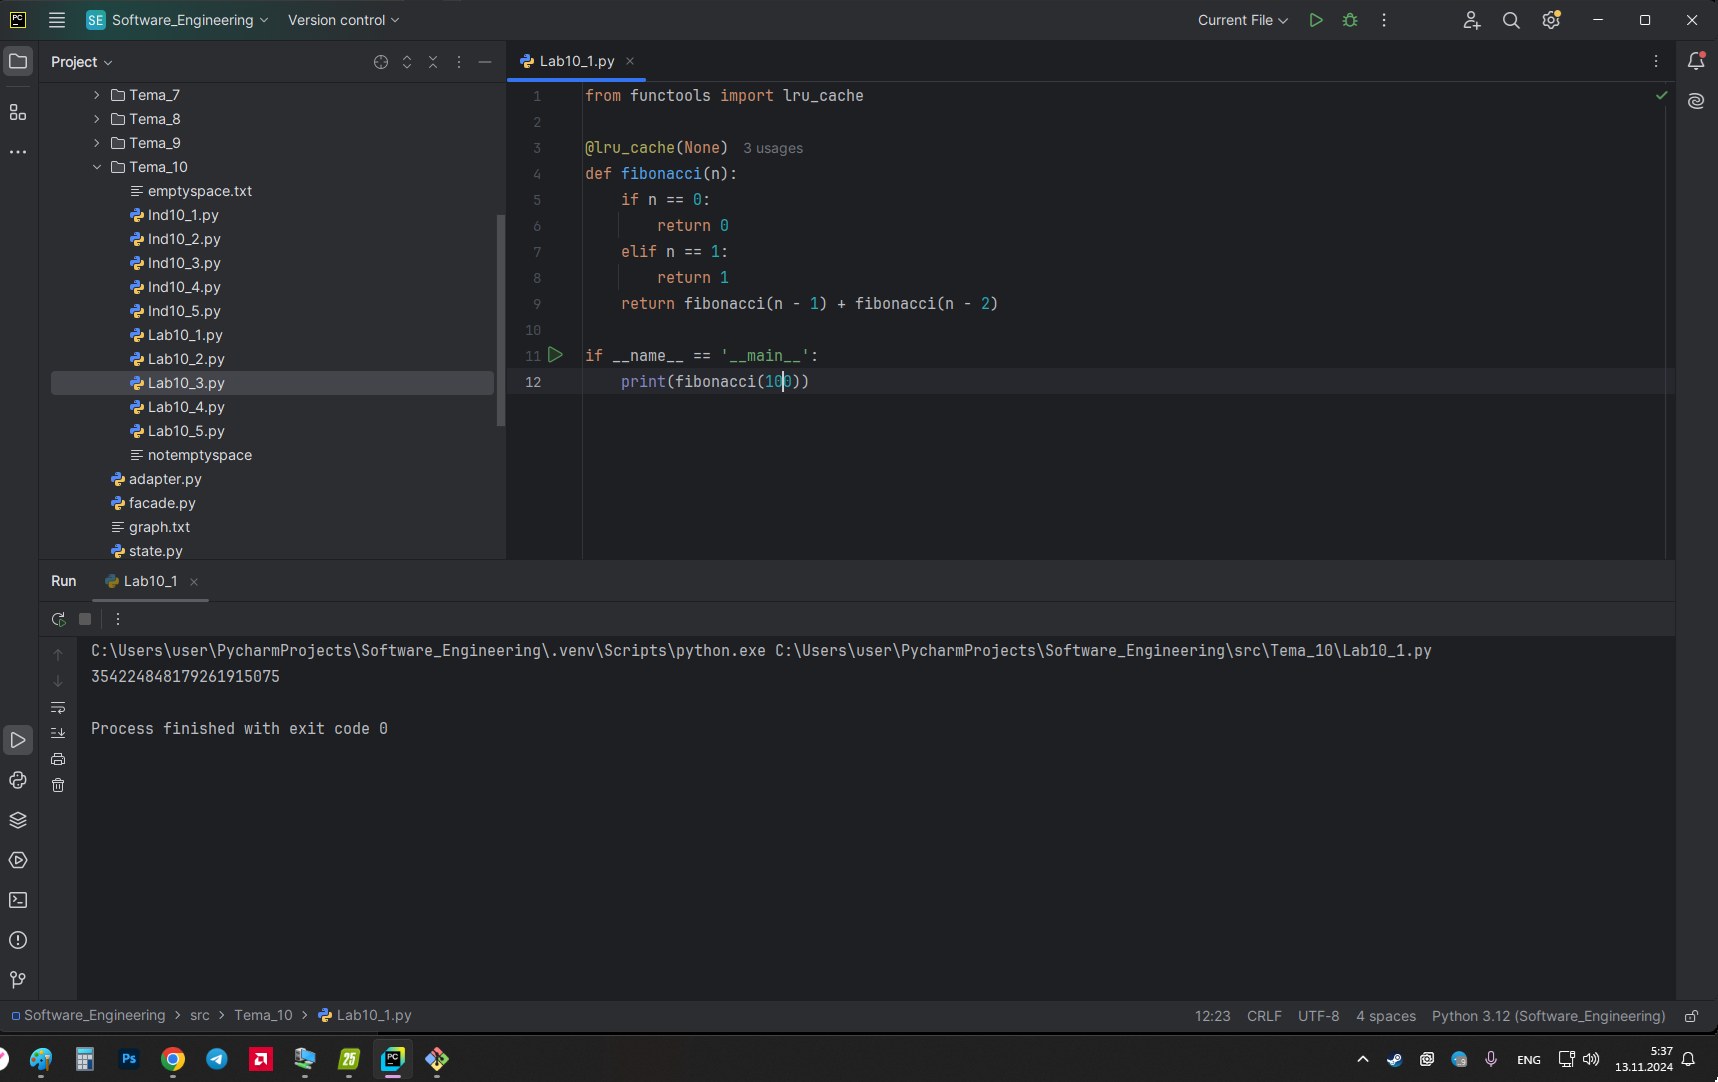 PC
SE Software_Engineering
Version control
Current File
Project
Lab10_1.py
Tema_7
Tema_8
Tema_9
Tema_10
emptyspace.txt
Ind10_1.py
Ind10_2.py
Ind10_3.py
Ind10_4.py
Ind10_5.py
Lab10_1.py
Lab10_2.py
Lab10_3.py
Lab10_4.py
Lab10_5.py
notemptyspace
adapter.py
facade.py
graph.txt
state.py
1 from functools import lru_cache
2
3 @lru_cache(None) 3 usages
4 def fibonacci(n):
5 if n == 0:
6 return 0
7 elif n == 1:
8 return 1
9 return fibonacci(n - 1) + fibonacci(n - 2)
10
11 if __name__ == '__main__':
12 print(fibonacci(100))
Run Lab10_1
C:\Users\user\PycharmProjects\Software_Engineering\.venv\Scripts\python.exe C:\Users\user\PycharmProjects\Software_Engineering\src\Tema_10\Lab10_1.py
354224848179261915075
Process finished with exit code 0
Software_Engineering > src > Tema_10 > Lab10_1.py
12:23 CRLF UTF-8 4 spaces Python 3.12 (Software_Engineering)
Ps
25
PC
ENG
5:37
13.11.2024